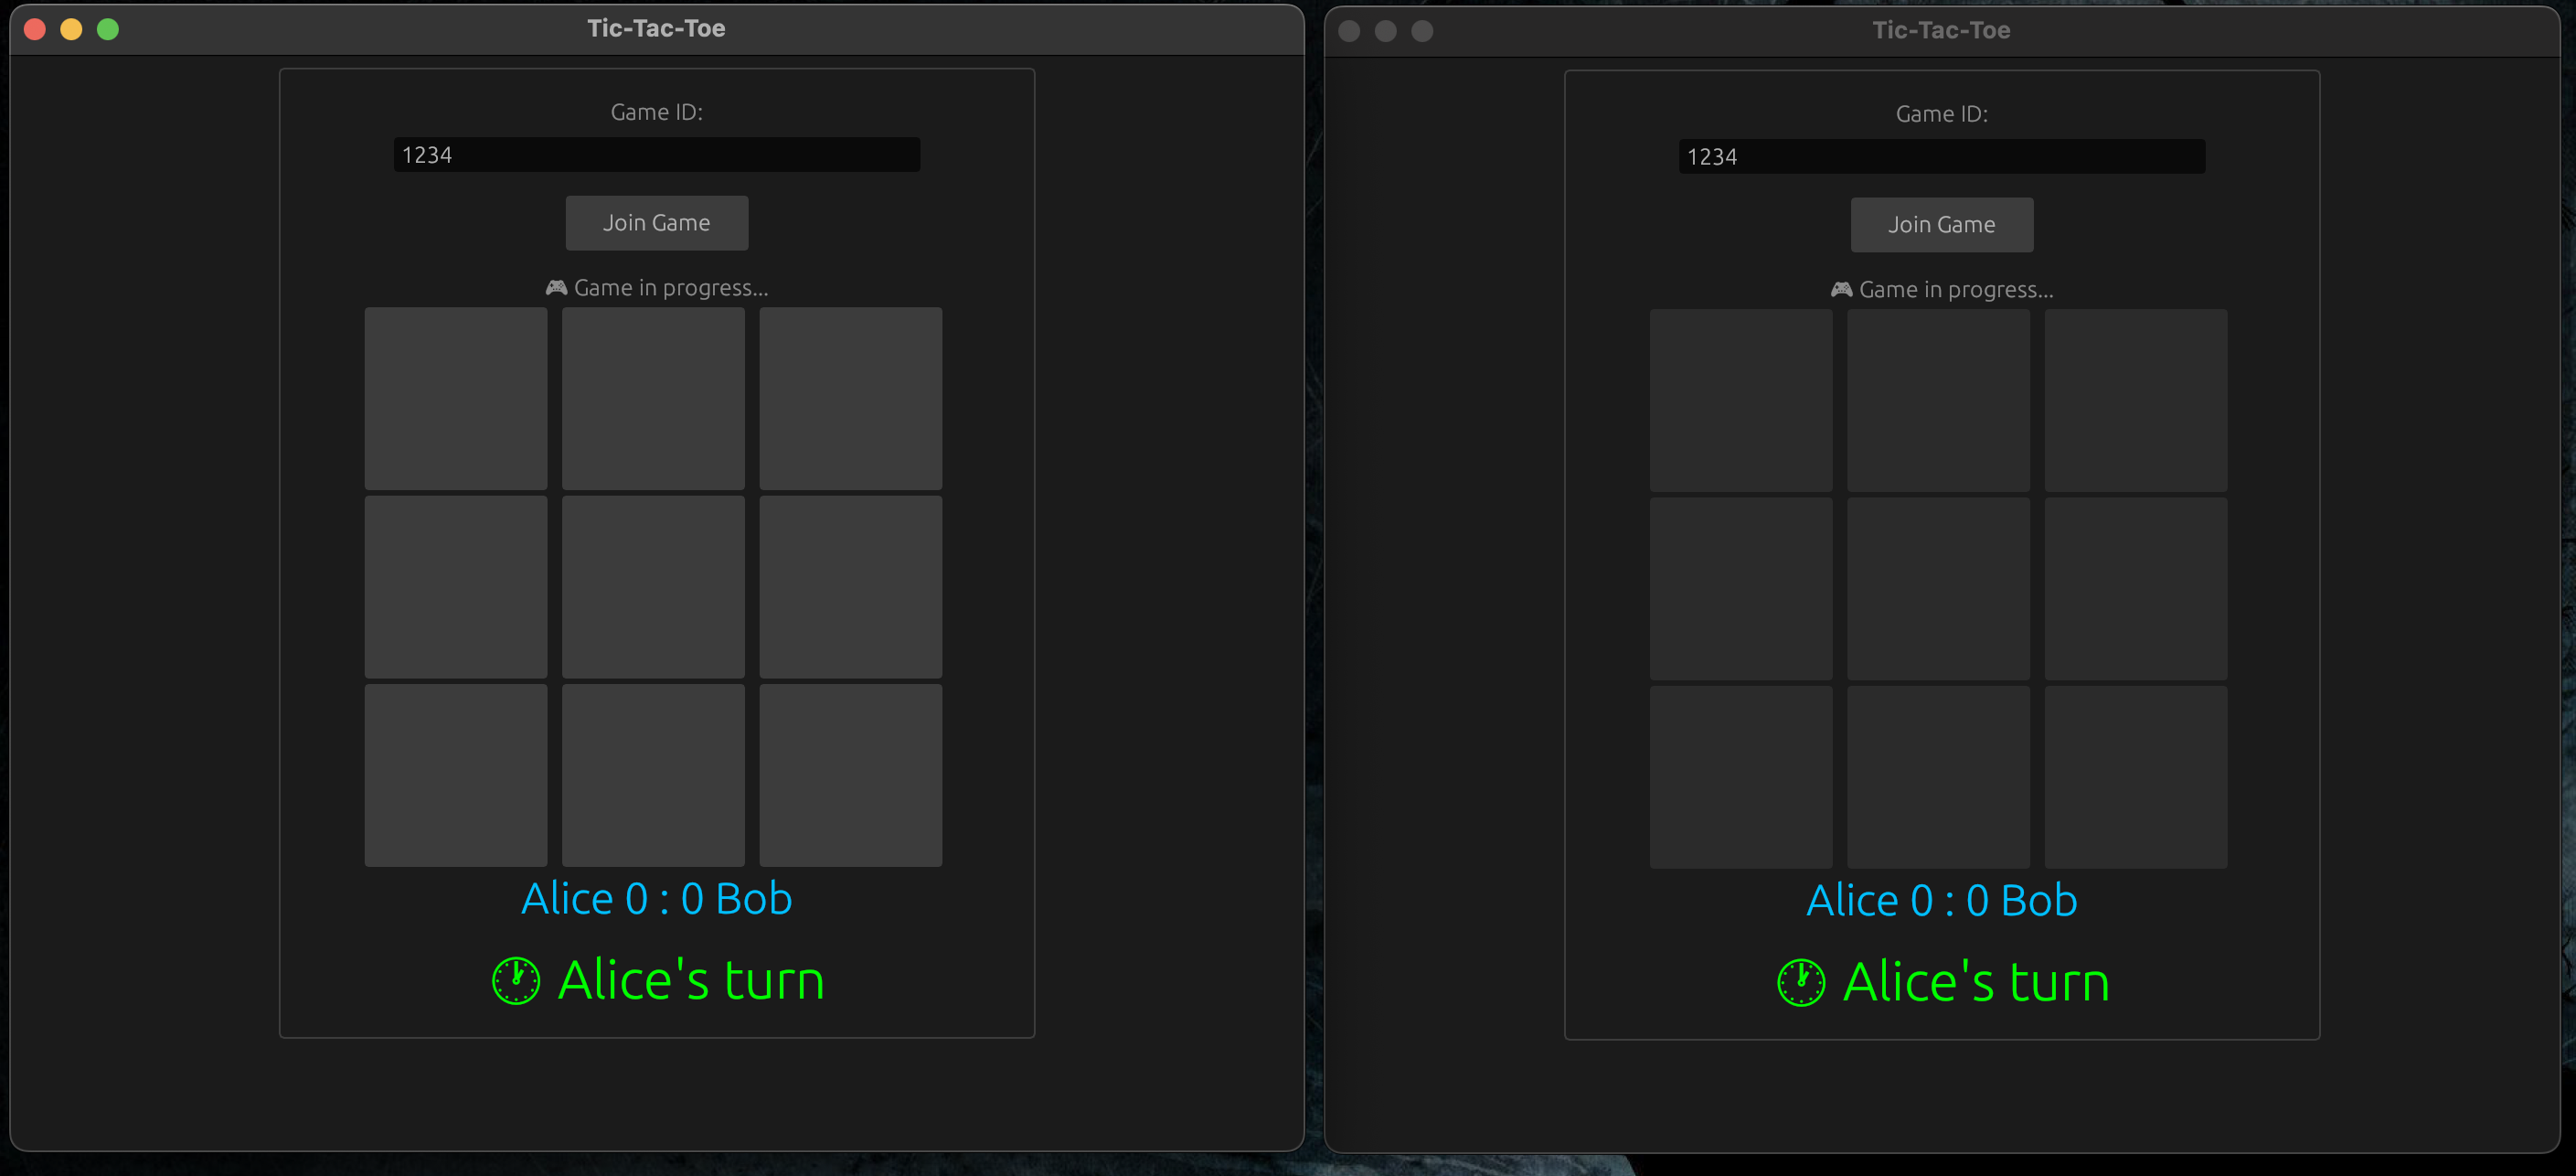 Tic-Tac-Toe
Game ID:
1234
Join Game
🎮 Game in progress...
Alice 0 : 0 Bob
🕐 Alice's turn
Tic-Tac-Toe
Game ID:
1234
Join Game
🎮 Game in progress...
Alice 0 : 0 Bob
🕐 Alice's turn